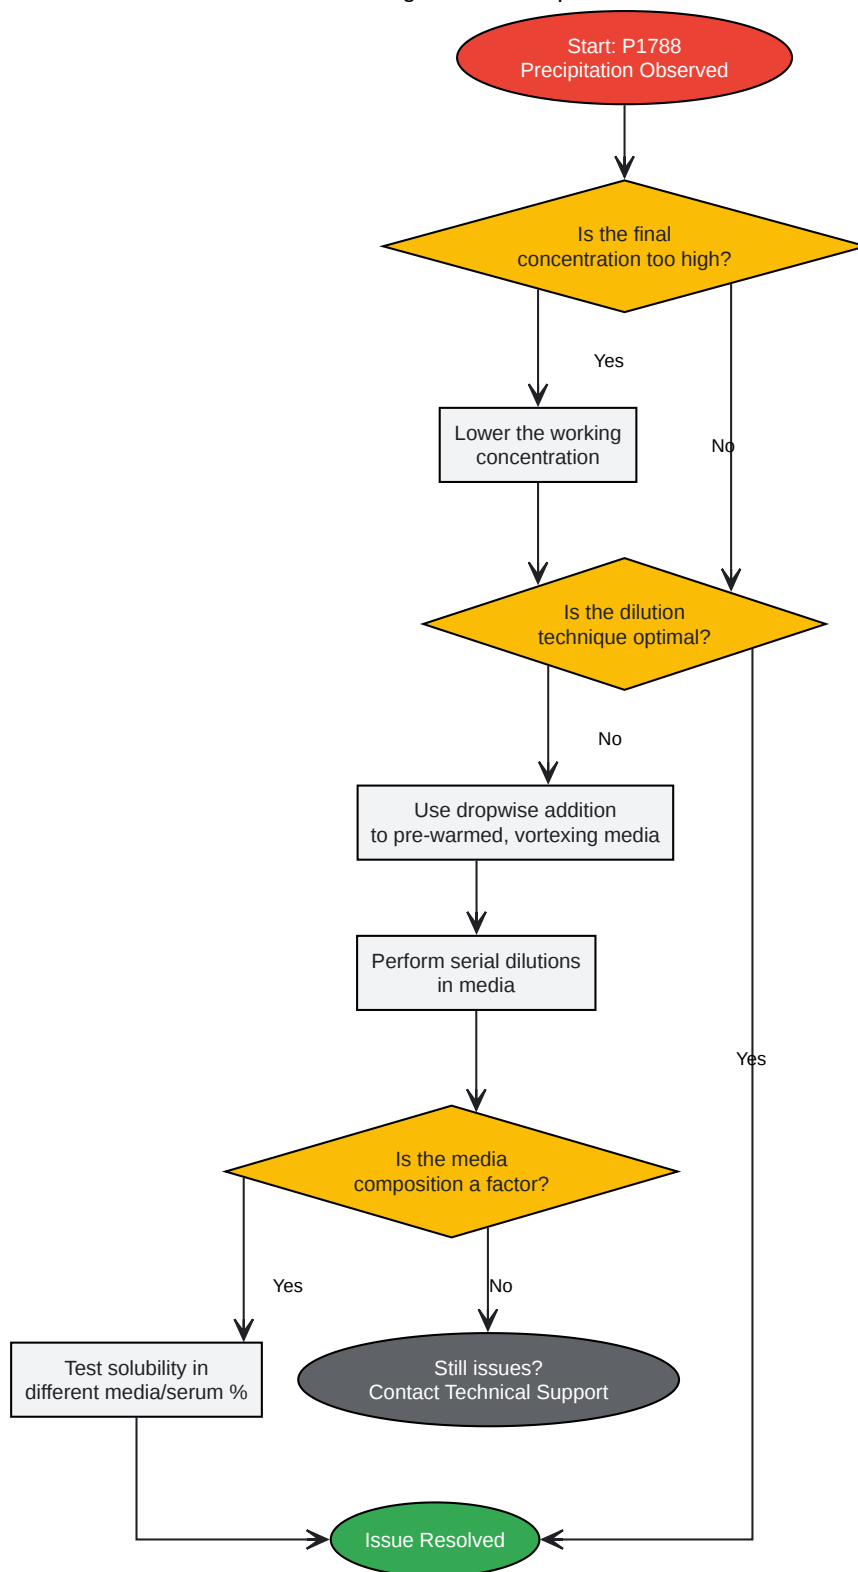 Start: P1788
Precipitation Observed
Is the final
concentration too high?
Yes
Lower the working
concentration
No
Is the dilution
technique optimal?
No
Use dropwise addition
to pre-warmed, vortexing media
Perform serial dilutions
in media
Yes
Is the media
composition a factor?
Yes
No
Test solubility in
different media/serum %
Still issues?
Contact Technical Support
Issue Resolved